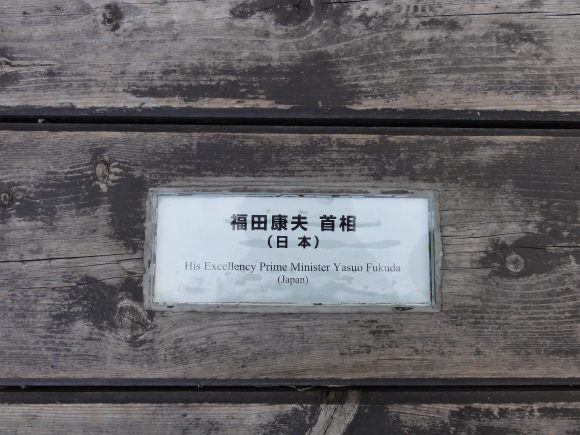 福田康夫 首相
（日 本）
His Excellency Prime Minister Yasuo Fukuda
(Japan)